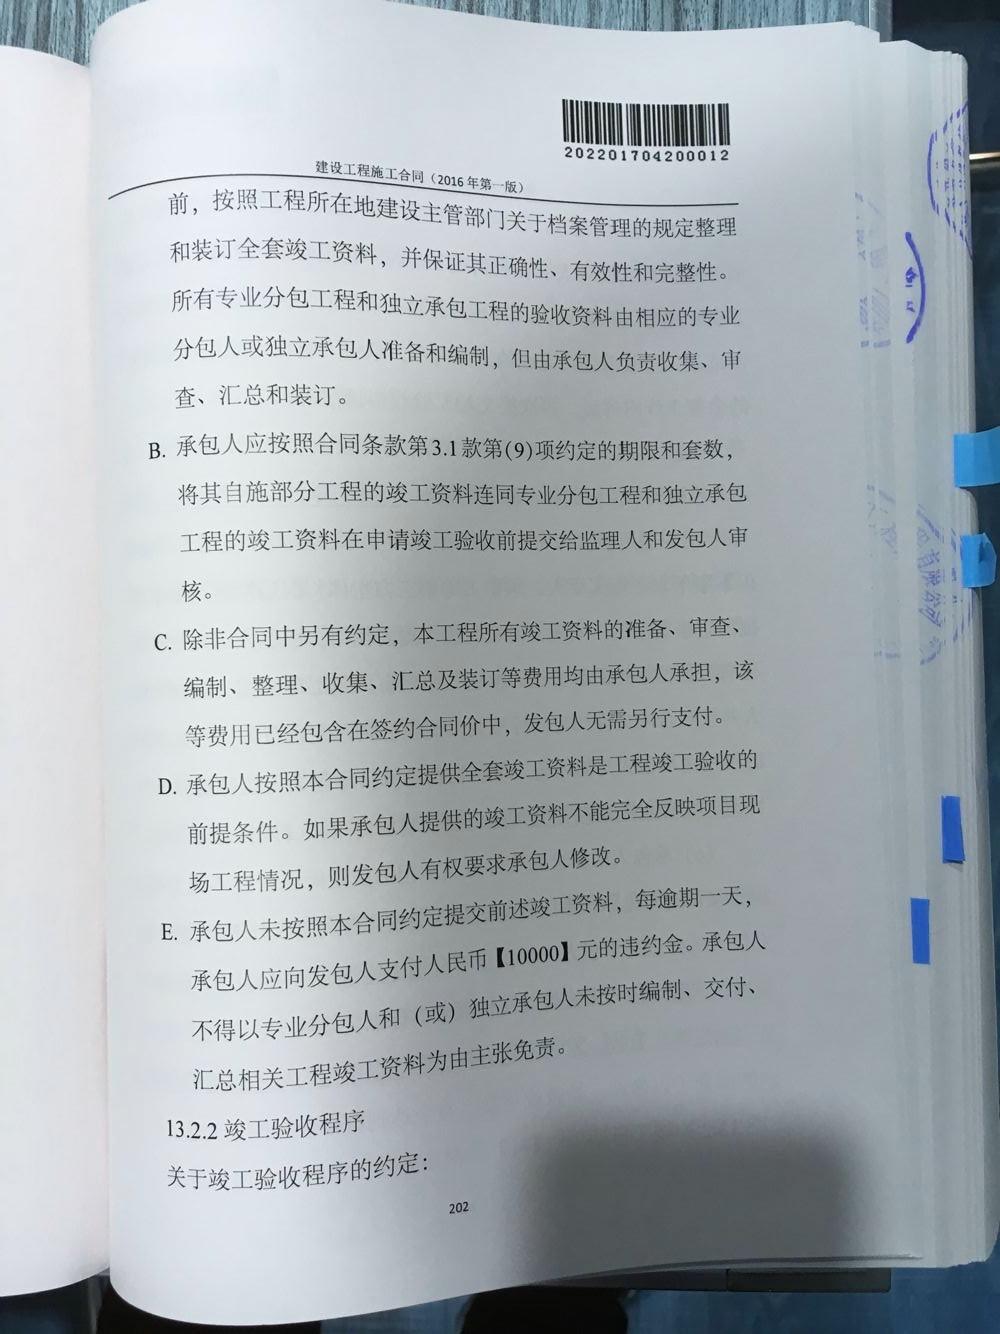 202201704200012
建设工程施工合同（2016 年第一版）
前，按照工程所在地建设主管部门关于档案管理的规定整理
和装订全套竣工资料，并保证其正确性、有效性和完整性。
所有专业分包工程和独立承包工程的验收资料由相应的专业
分包人或独立承包人准备和编制，但由承包人负责收集、审
查、汇总和装订。
B. 承包人应按照合同条款第3.1款第(9)项约定的期限和套数，
将其自施部分工程的竣工资料连同专业分包工程和独立承包
工程的竣工资料在申请竣工验收前提交给监理人和发包人审
核。
C. 除非合同中另有约定，本工程所有竣工资料的准备、审查、
编制、整理、收集、汇总及装订等费用均由承包人承担，该
等费用已经包含在签约合同价中，发包人无需另行支付。
D. 承包人按照本合同约定提供全套竣工资料是工程竣工验收的
前提条件。如果承包人提供的竣工资料不能完全反映项目现
场工程情况，则发包人有权要求承包人修改。
E. 承包人未按照本合同约定提交前述竣工资料，每逾期一天，
承包人应向发包人支付人民币【10000】元的违约金。承包人
不得以专业分包人和（或）独立承包人未按时编制、交付、
汇总相关工程竣工资料为由主张免责。
13.2.2 竣工验收程序
关于竣工验收程序的约定：
202